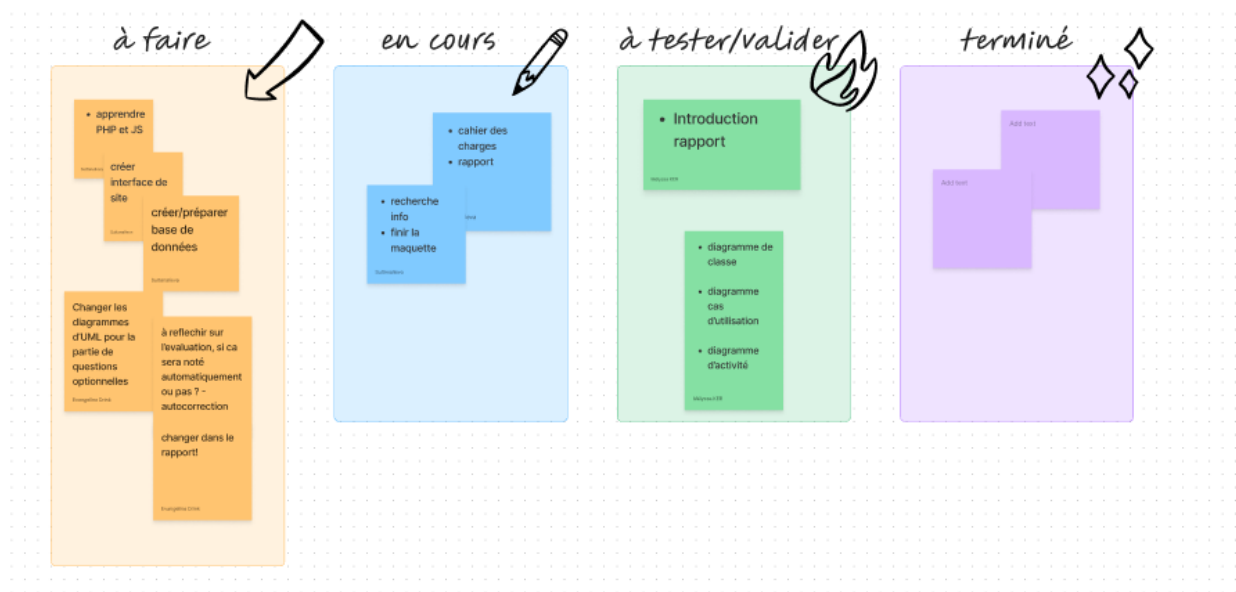 à faire
• apprendre
PHP et JS
créer
interface de
site
créer/préparer
base de
données
Changer les
diagrammes
d'UML pour la
partie de
questions
optionnelles
à reflechir sur
l'evaluation, si ca
sera noté
automatiquement
ou pas ? -
autocorrection
changer dans le
rapport!
en cours
• cahier des
charges
• rapport
• recherche
info
• finir la
maquette
à tester/valider
• Introduction
rapport
• diagramme de
classe
• diagramme
cas
d'utilisation
• diagramme
d'activité
terminé
Add text
Add text